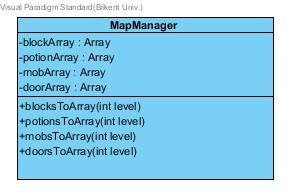 Visual Paradigm Standard(Bilkent Univ.)
MapManager
-blockArray : Array
-potionArray : Array
-mobArray : Array
-doorArray : Array
+blocksToArray(int level)
+potionsToArray(int level)
+mobsToArray(int level)
+doorsToArray(int level)